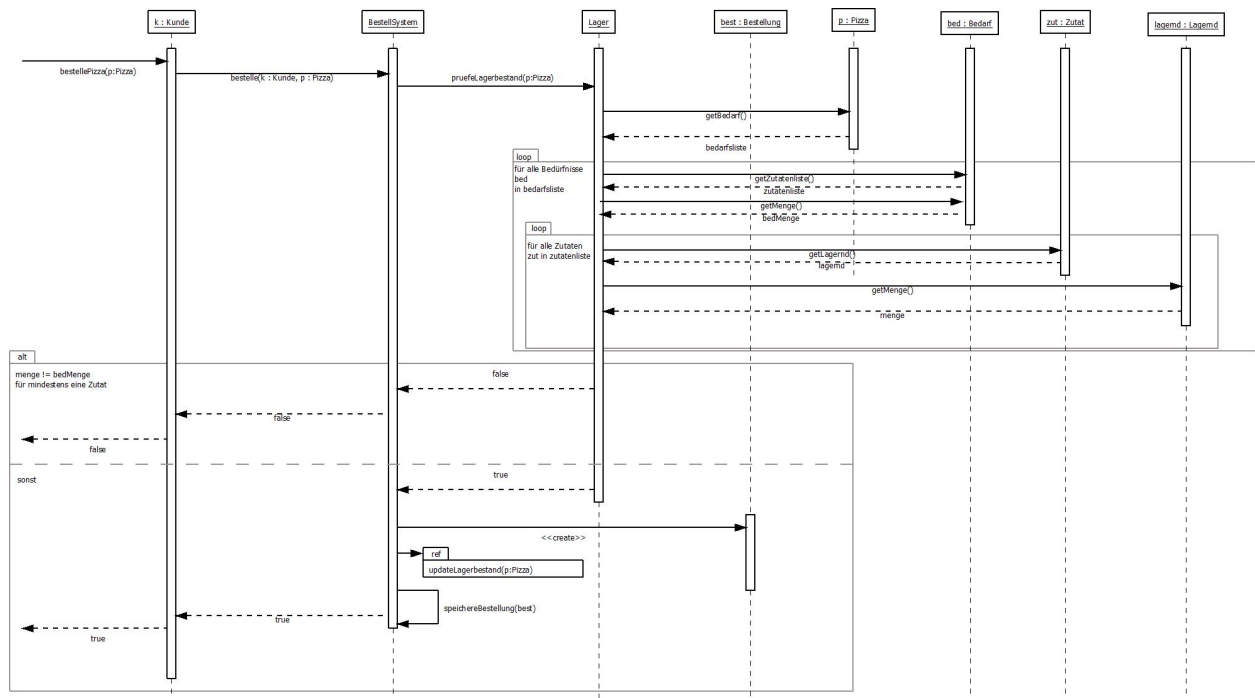 k : Kunde
BestellSystem
Lager
best : Bestellung
p : Pizza
bed : Bedarf
zut : Zutat
lagernd : Lagernd
bestellePizza(p:Pizza)
bestelle(k : Kunde, p : Pizza)
pruefeLagerbestand(p:Pizza)
getBedarf()
bedarfsliste
loop
für alle Bedürfnisse
bed
in bedarfsliste
getZutatenliste()
zutatenliste
getMenge()
bedMenge
loop
für alle Zutaten
zut in zutatenliste
getLagernd()
lagernd
getMenge()
menge
alt
menge != bedMenge
für mindestens eine Zutat
false
false
false
sonst
true
<<create>>
ref
updateLagerbestand(p:Pizza)
speichereBestellung(best)
true
true